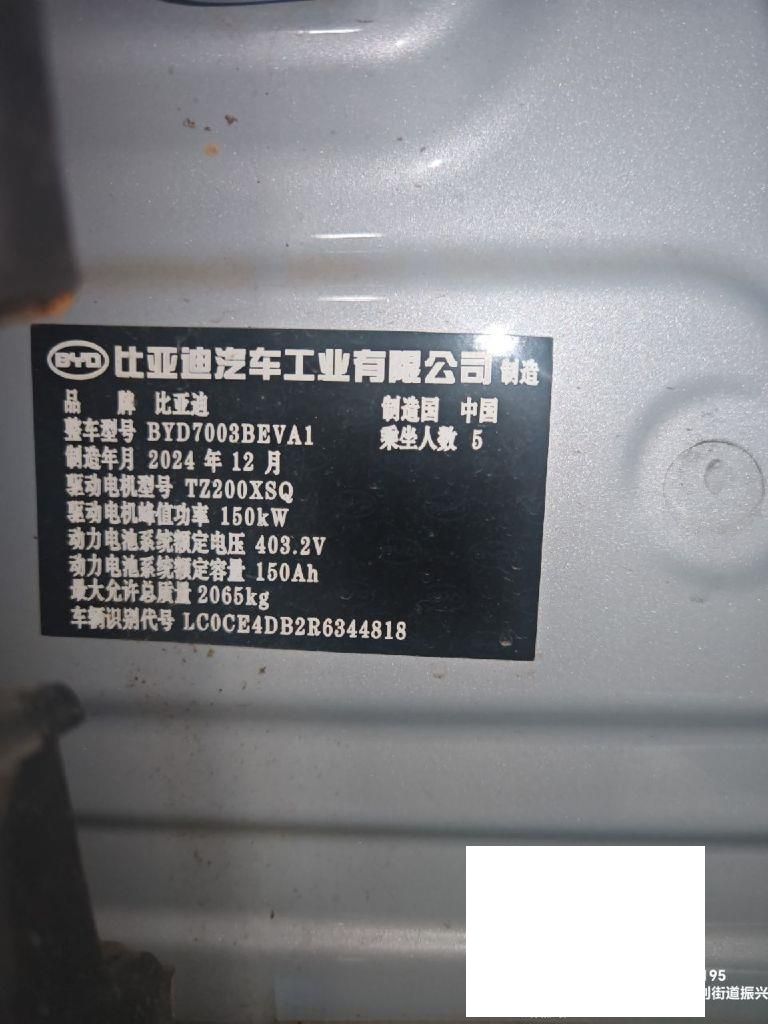 BYD 比亚迪汽车工业有限公司 制造
品 牌 比亚迪 制造国 中国
整车型号 BYD7003BEVA1 乘坐人数 5
制造年月 2024 年 12 月
驱动电机型号 TZ200XSQ
驱动电机峰值功率 150kW
动力电池系统额定电压 403.2V
动力电池系统额定容量 150Ah
最大允许总质量 2065kg
车辆识别代号 LC0CE4DB2R6344818
195
街道振兴